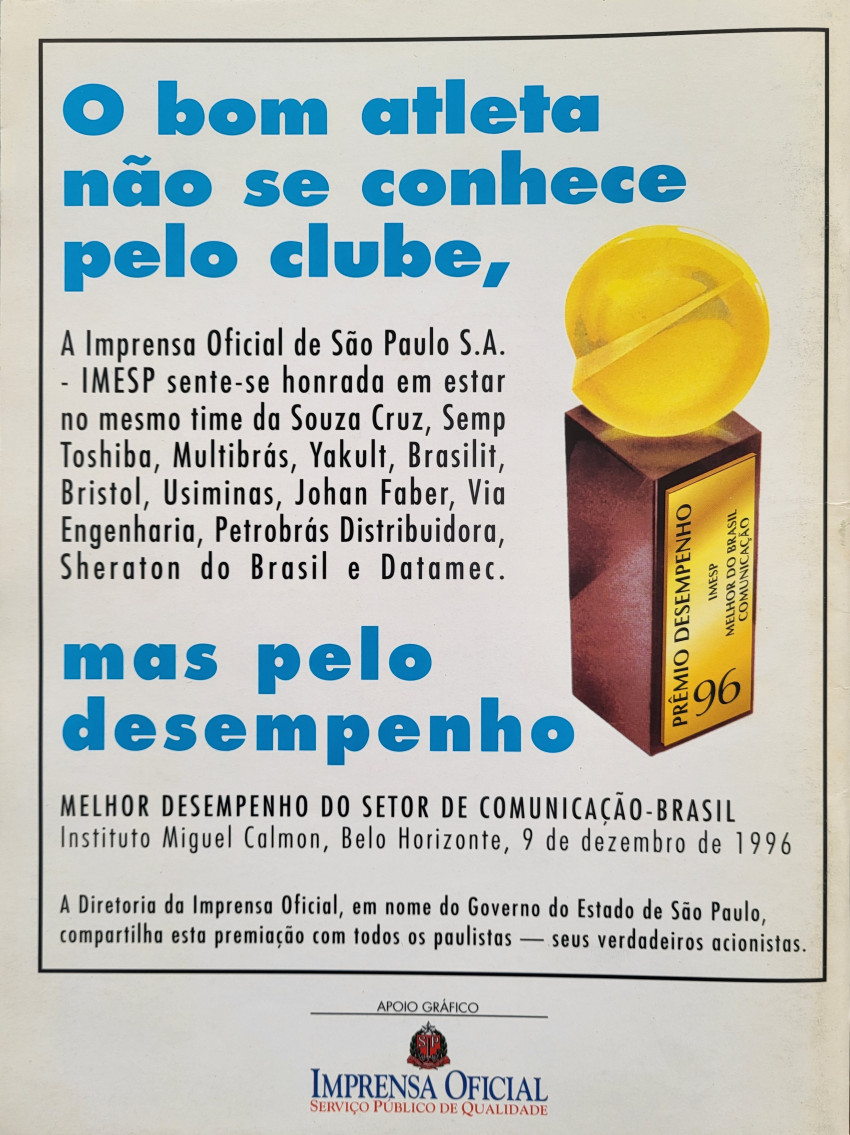 O bom atleta
não se conhece
pelo clube,
A Imprensa Oficial de São Paulo S.A.
- IMESP sente-se honrada em estar
no mesmo time da Souza Cruz, Semp
Toshiba, Multibrás, Yakult, Brasilit,
Bristol, Usiminas, Johan Faber, Via
Engenharia, Petrobrás Distribuidora,
Sheraton do Brasil e Datamec.
PRÊMIO DESEMPENHO
96
IMESP
MELHOR DO BRASIL
COMUNICAÇÃO
mas pelo
desempenho
MELHOR DESEMPENHO DO SETOR DE COMUNICAÇÃO-BRASIL
Instituto Miguel Calmon, Belo Horizonte, 9 de dezembro de 1996
A Diretoria da Imprensa Oficial, em nome do Governo do Estado de São Paulo,
compartilha esta premiação com todos os paulistas — seus verdadeiros acionistas.
APOIO GRÁFICO
SP
IMPRENSA OFICIAL
SERVIÇO PÚBLICO DE QUALIDADE